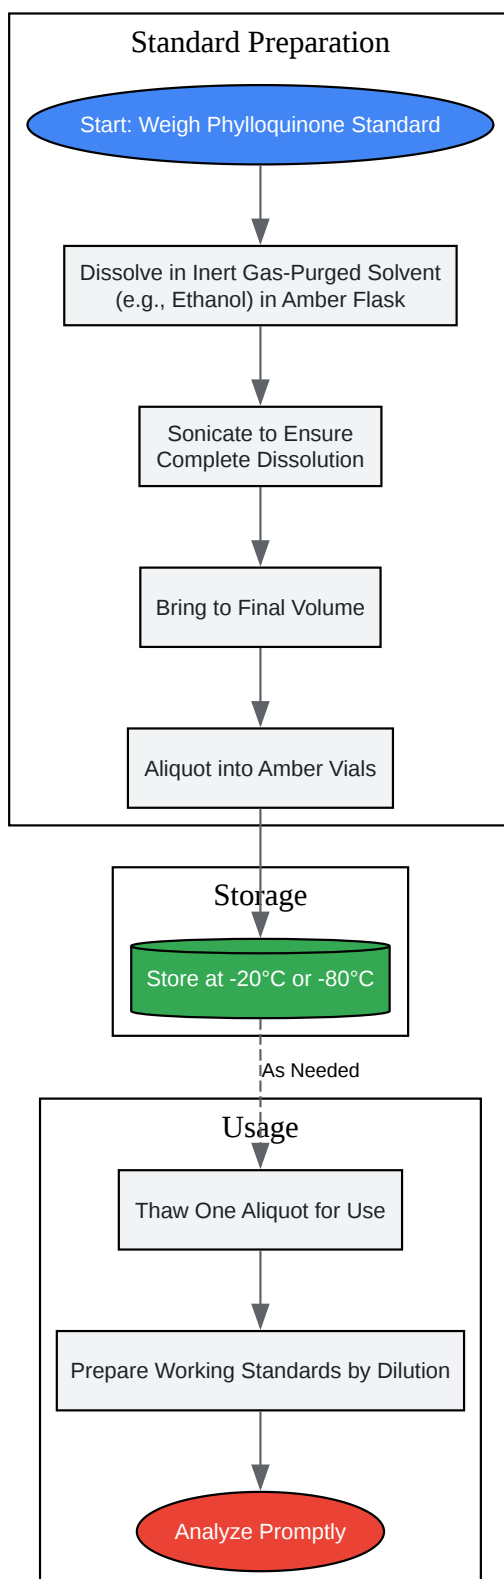 Standard Preparation
Start: Weigh Phylloquinone Standard
Dissolve in Inert Gas-Purged Solvent
(e.g., Ethanol) in Amber Flask
Sonicate to Ensure
Complete Dissolution
Bring to Final Volume
Aliquot into Amber Vials
Storage
Store at -20°C or -80°C
As Needed
Usage
Thaw One Aliquot for Use
Prepare Working Standards by Dilution
Analyze Promptly